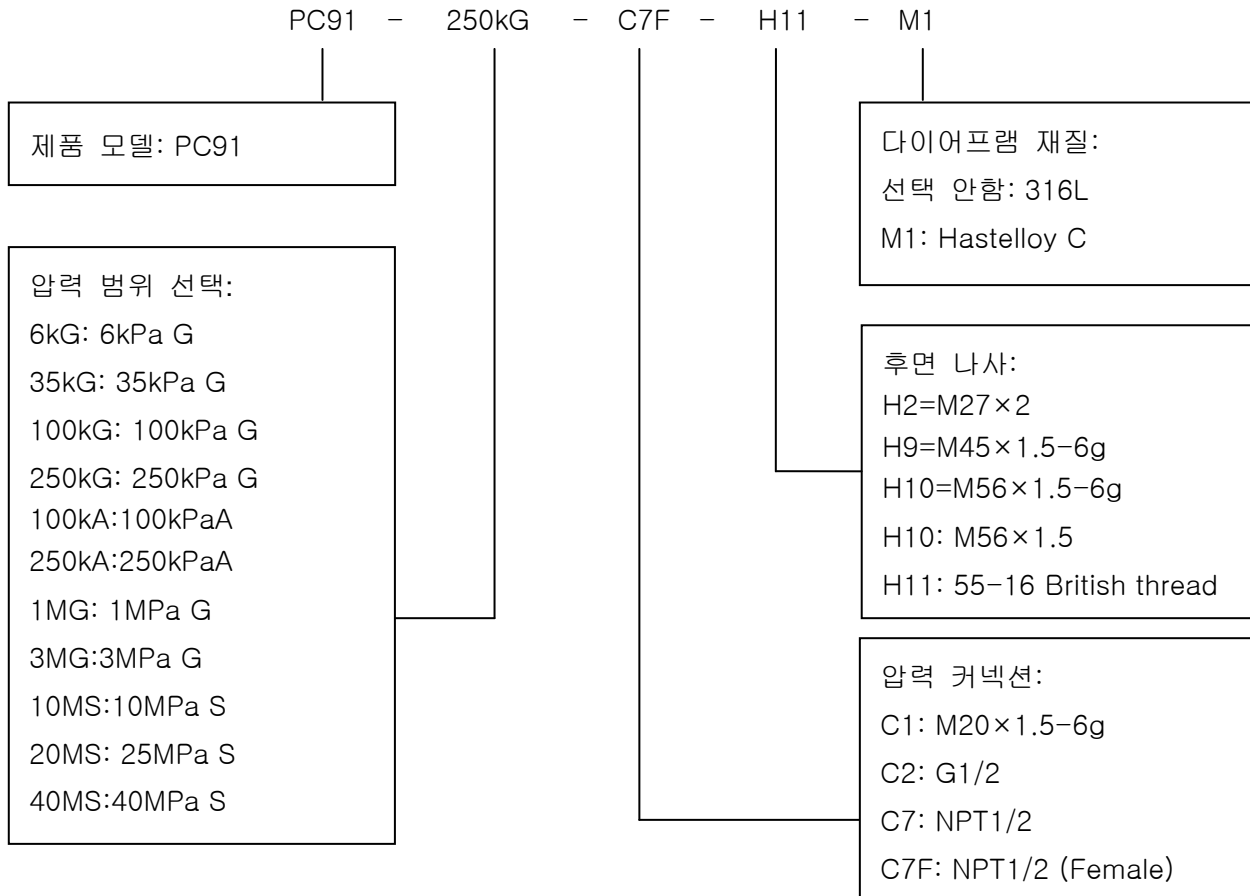 PC91 - 250kG - C7F - H11 - M1
제품 모델: PC91
압력 범위 선택:
6kG: 6kPa G
35kG: 35kPa G
100kG: 100kPa G
250kG: 250kPa G
100kA:100kPaA
250kA:250kPaA
1MG: 1MPa G
3MG:3MPa G
10MS:10MPa S
20MS: 25MPa S
40MS:40MPa S
다이어프램 재질:
선택 안함: 316L
M1: Hastelloy C
후면 나사:
H2=M27×2
H9=M45×1.5-6g
H10=M56×1.5-6g
H10: M56×1.5
H11: 55-16 British thread
압력 커넥션:
C1: M20×1.5-6g
C2: G1/2
C7: NPT1/2
C7F: NPT1/2 (Female)